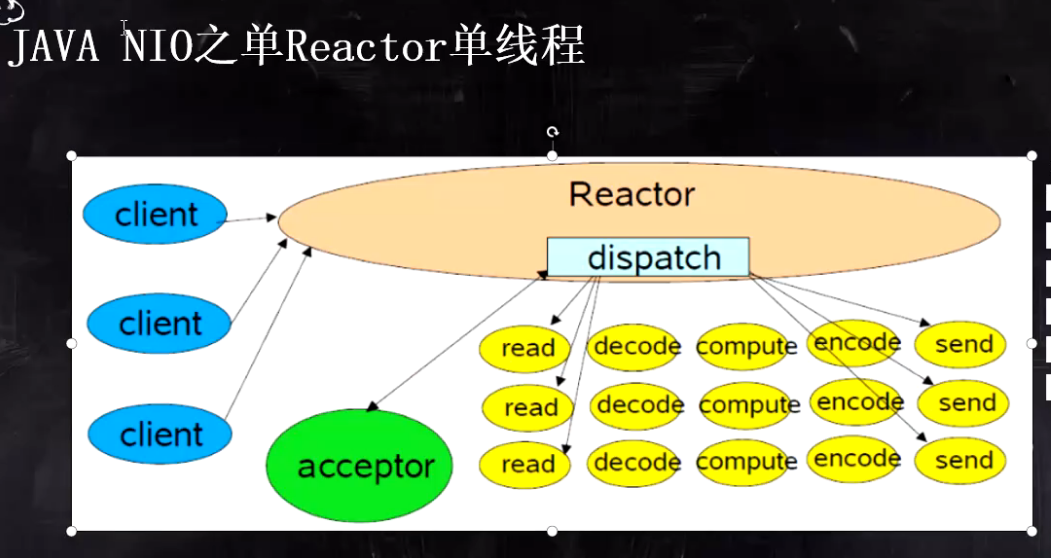 JAVA NIO之单Reactor单线程
Reactor
dispatch
client
client
client
acceptor
read decode compute encode send
read decode compute encode send
read decode compute encode send